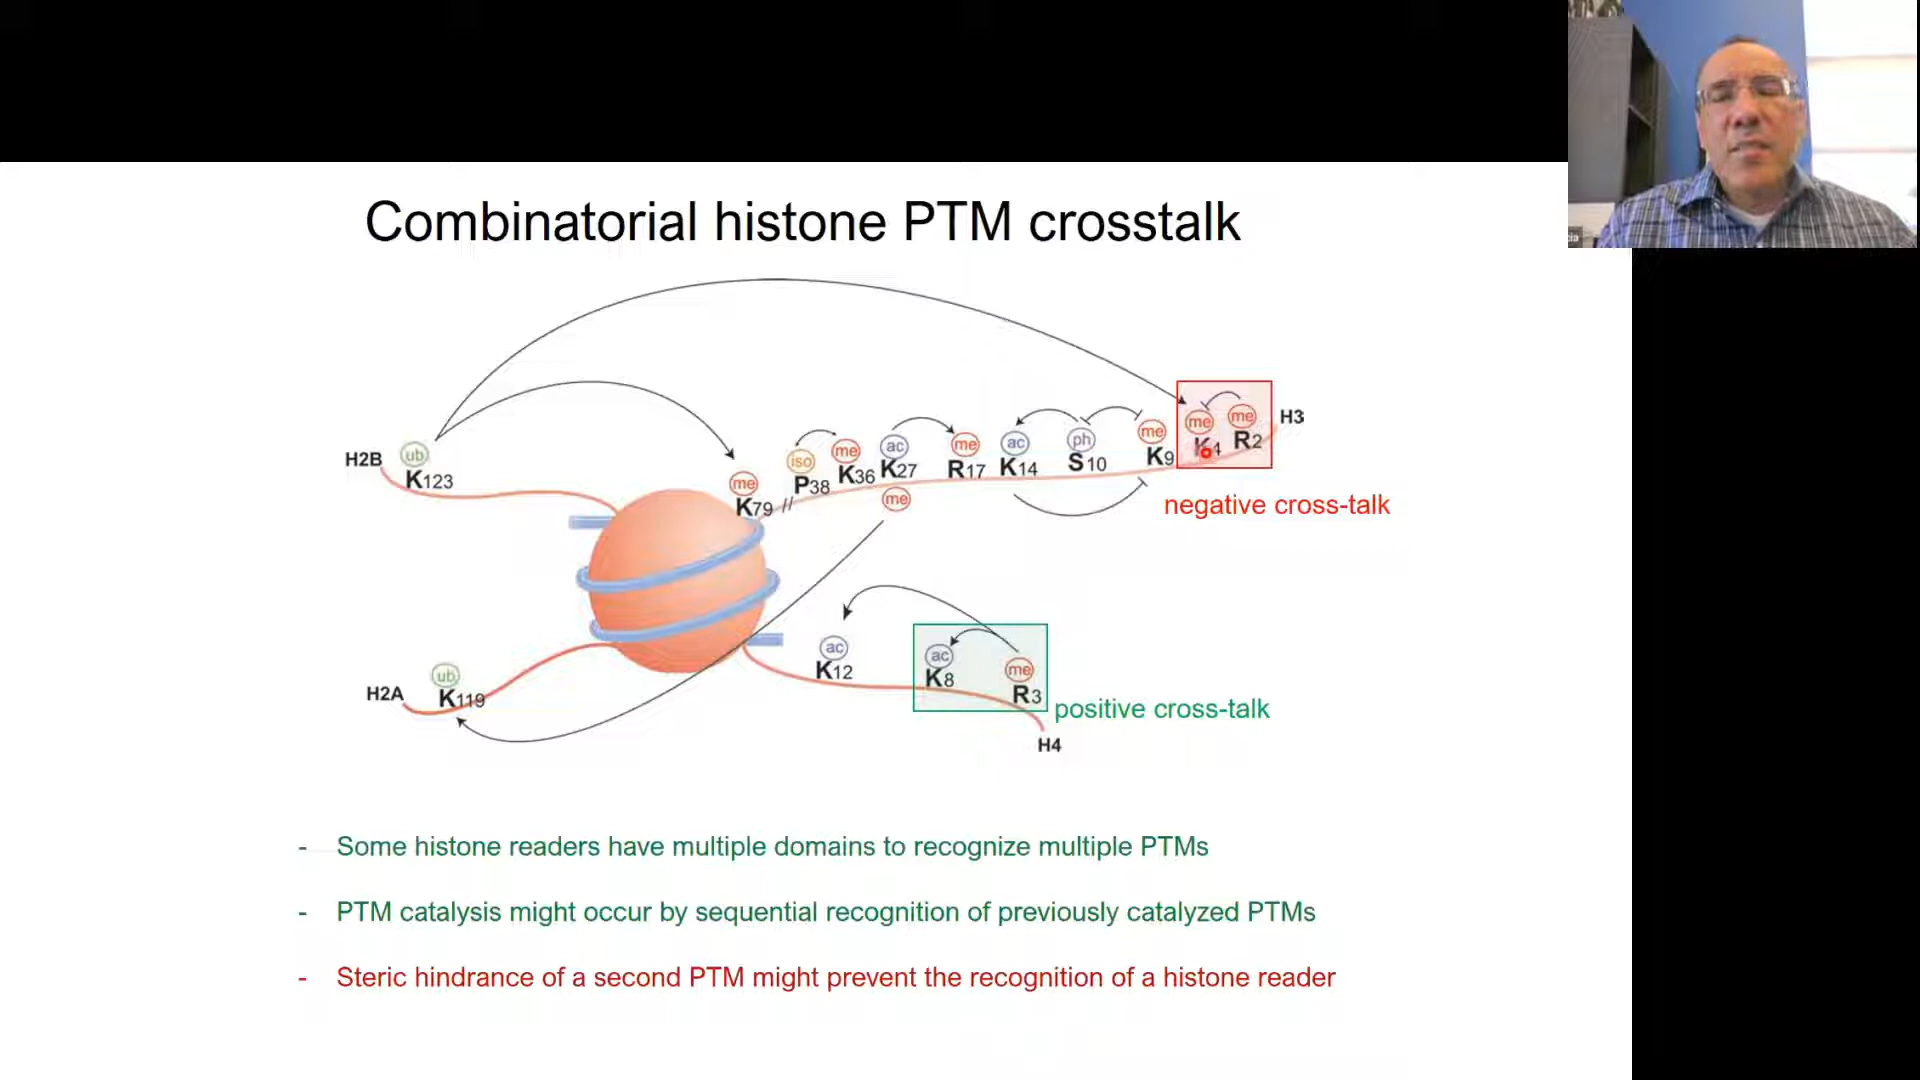 Combinatorial histone PTM crosstalk
me me
K4 R2
H3
me
K9
ph
S10
ac
K14
me
R17
ac
K27
me
me
K36
iso
P38
me
K79 //
H2B
ub
K123
negative cross-talk
ac
K12
ac
K8
me
R3
positive cross-talk
H4
H2A
ub
K119
- Some histone readers have multiple domains to recognize multiple PTMs
- PTM catalysis might occur by sequential recognition of previously catalyzed PTMs
- Steric hindrance of a second PTM might prevent the recognition of a histone reader